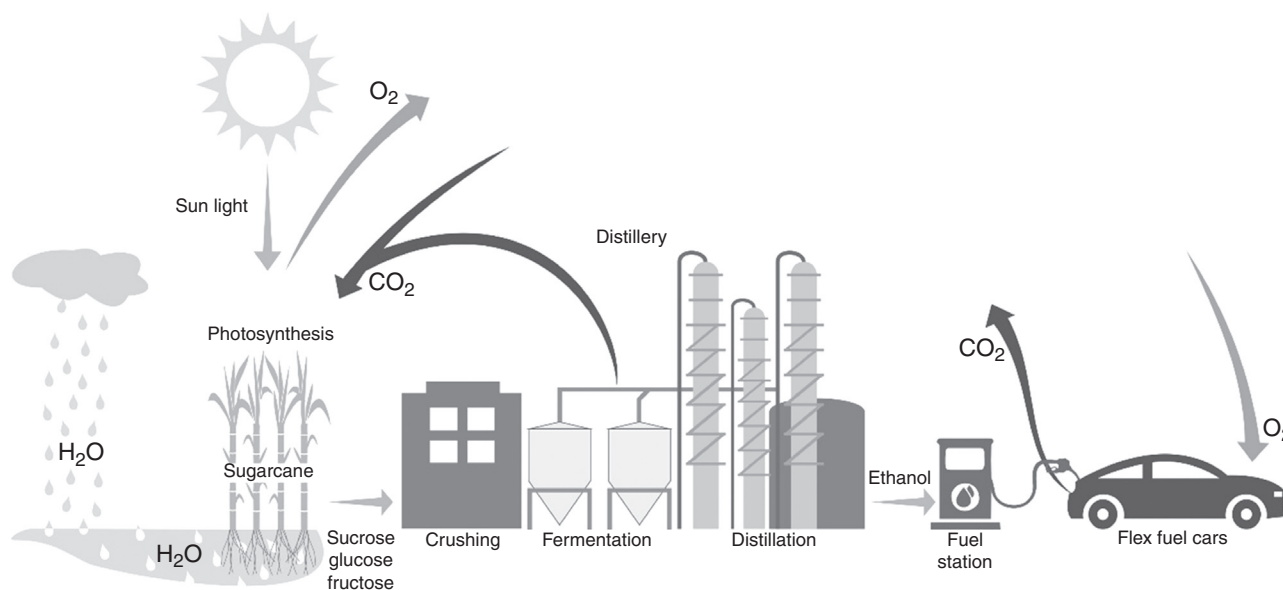 O₂
Sun light
Distillery
CO₂
Photosynthesis
CO₂
O₂
H₂O
Sugarcane
Ethanol
H₂O
Sucrose
glucose
fructose
Crushing
Fermentation
Distillation
Fuel
station
Flex fuel cars